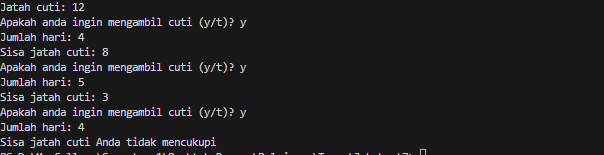 Jatah cuti: 12
Apakah anda ingin mengambil cuti (y/t)? y
Jumlah hari: 4
Sisa jatah cuti: 8
Apakah anda ingin mengambil cuti (y/t)? y
Jumlah hari: 5
Sisa jatah cuti: 3
Apakah anda ingin mengambil cuti (y/t)? y
Jumlah hari: 4
Sisa jatah cuti Anda tidak mencukupi